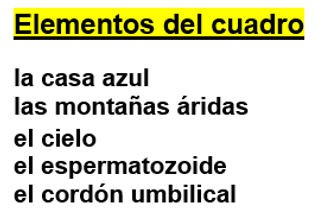 Elementos del cuadro
la casa azul
las montañas áridas
el cielo
el espermatozoide
el cordón umbilical